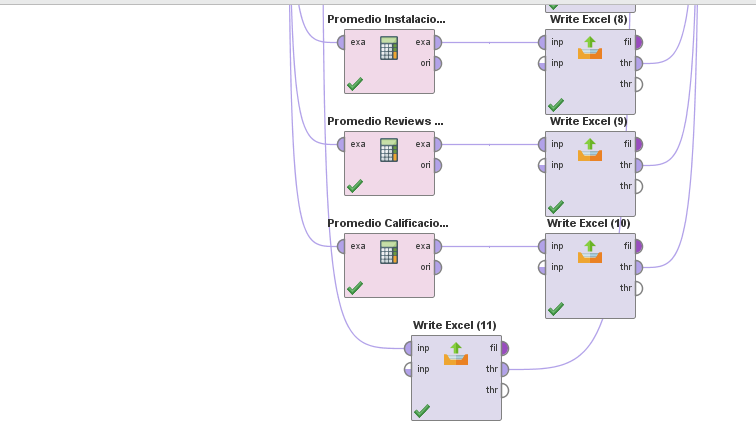 Promedio Instalacio...
exa
exa
ori
Write Excel (8)
inp
fil
inp
thr
thr
Promedio Reviews ...
exa
exa
ori
Write Excel (9)
inp
fil
inp
thr
thr
Promedio Calificacio...
exa
exa
ori
Write Excel (10)
inp
fil
inp
thr
thr
Write Excel (11)
inp
fil
inp
thr
thr